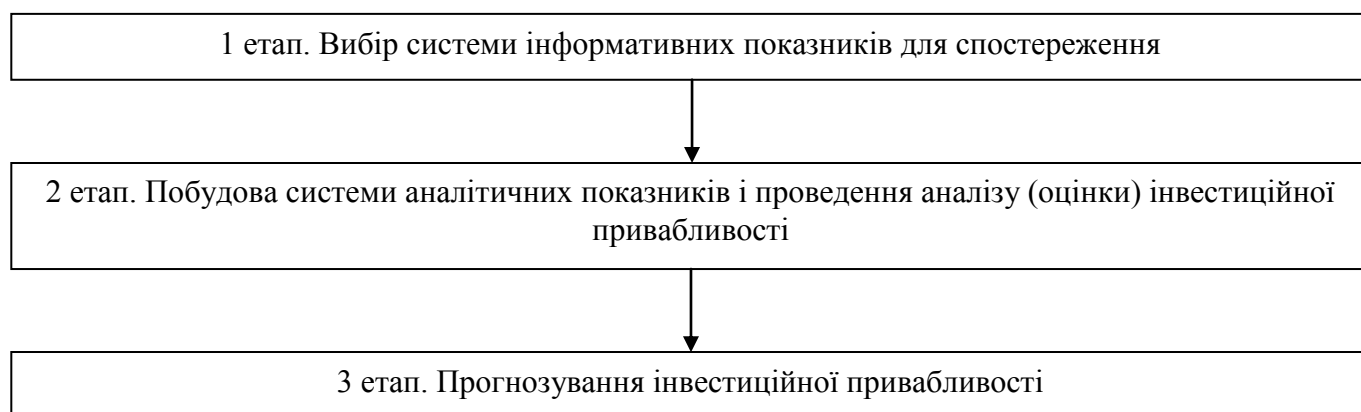 1 етап. Вибір системи інформативних показників для спостереження
2 етап. Побудова системи аналітичних показників і проведення аналізу (оцінки) інвестиційної
привабливості
3 етап. Прогнозування інвестиційної привабливості